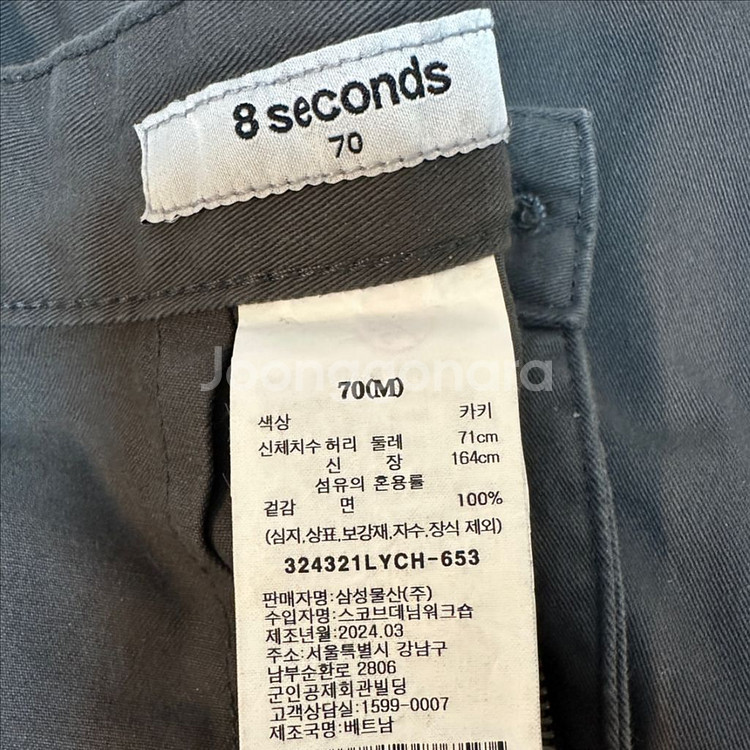 8 seconds
70
Joonggonara
70(M)
색상 카키
신체치수 허리 둘레 71cm
신 장 164cm
섬유의 혼용률
겉감 면 100%
(심지,상표,보강재,자수,장식 제외)
324321LYCH-653
판매자명:삼성물산(주)
수입자명:스코브데님워크숍
제조년월:2024.03
주소:서울특별시 강남구
남부순환로 2806
군인공제회관빌딩
고객상담실:1599-0007
제조국명:베트남